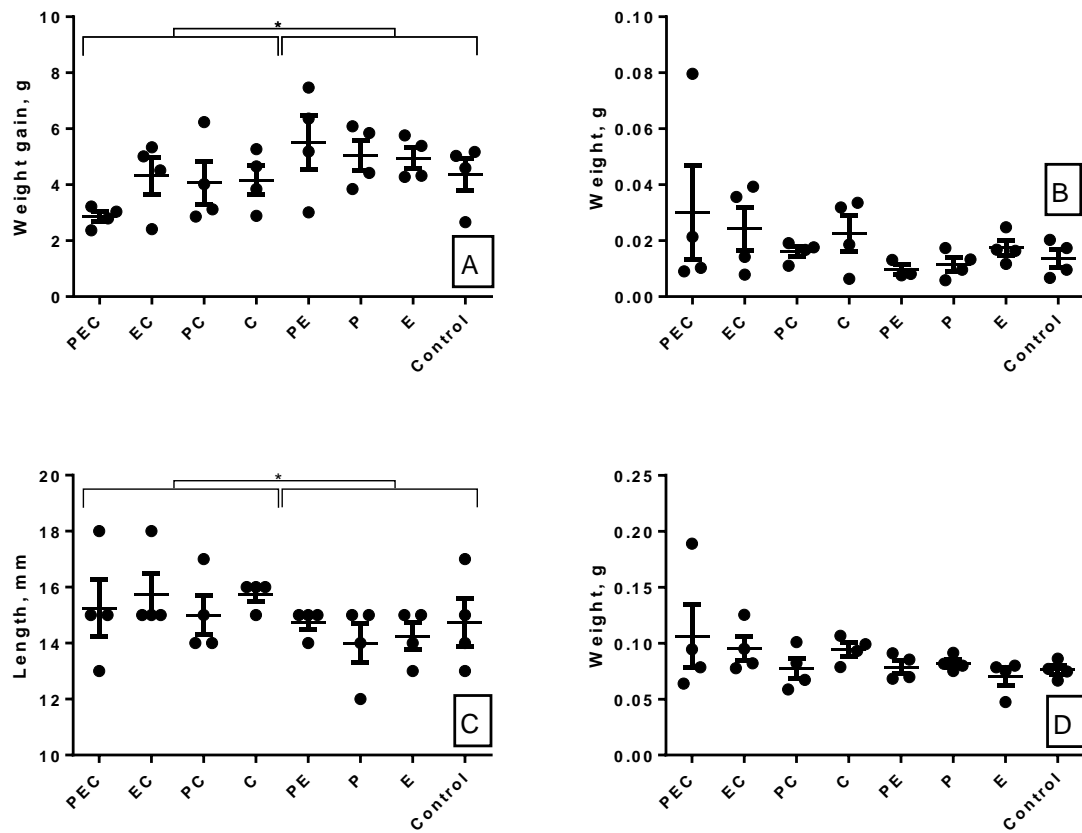 Weight gain, g
10
8
6
4
2
0
*
A
PEC EC PC C PE P E Control
Weight, g
0.10
0.08
0.06
0.04
0.02
0.00
B
PEC EC PC C PE P E Control
Length, mm
20
18
16
14
12
10
*
C
PEC EC PC C PE P E Control
Weight, g
0.25
0.20
0.15
0.10
0.05
0.00
D
PEC EC PC C PE P E Control